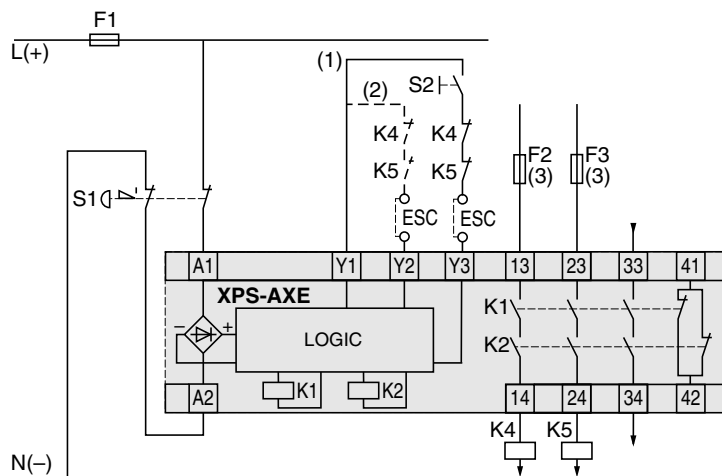 F1
L(+)
(1)
S2
(2)
K4
K4
K5
K5
F2
(3)
F3
(3)
S1
ESC
ESC
A1
Y1
Y2
Y3
13
23
33
41
XPS-AXE
–
+
LOGIC
K1
K2
K1
K2
A2
14
24
34
42
K4
K5
N(–)